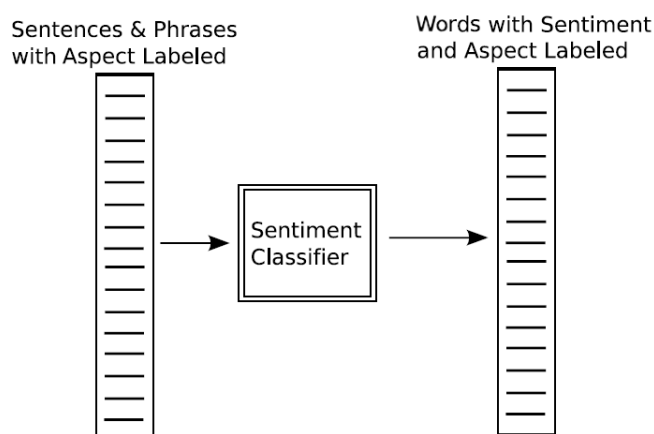 Sentences & Phrases
with Aspect Labeled
Words with Sentiment
and Aspect Labeled
Sentiment
Classifier